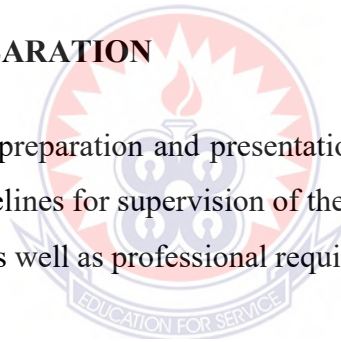 ARATION
preparation and presentatio
elines for supervision of the
s well as professional requi
EDUCATION FOR SERVICE